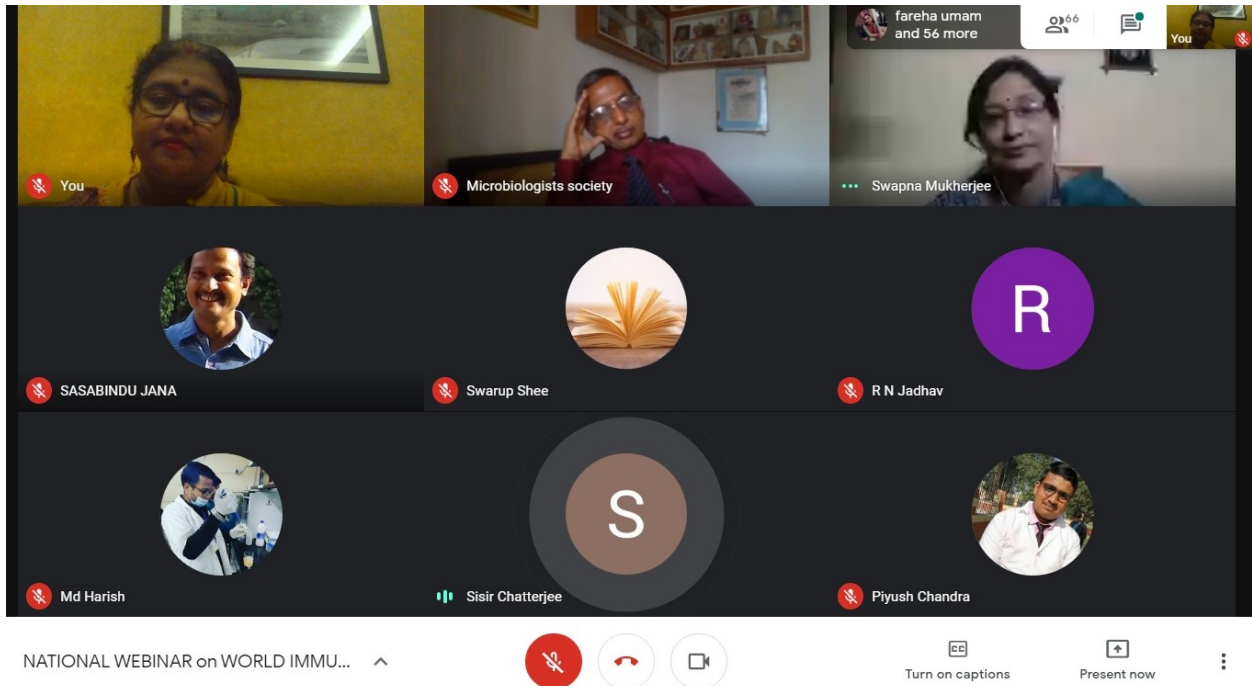 fareha umam
and 56 more
66
You
You
Microbiologists society
Swapna Mukherjee
SASABINDU JANA
Swarup Shee
R
R N Jadhav
Md Harish
S
Sisir Chatterjee
Piyush Chandra
NATIONAL WEBINAR on WORLD IMMU...
CC
Turn on captions
Present now